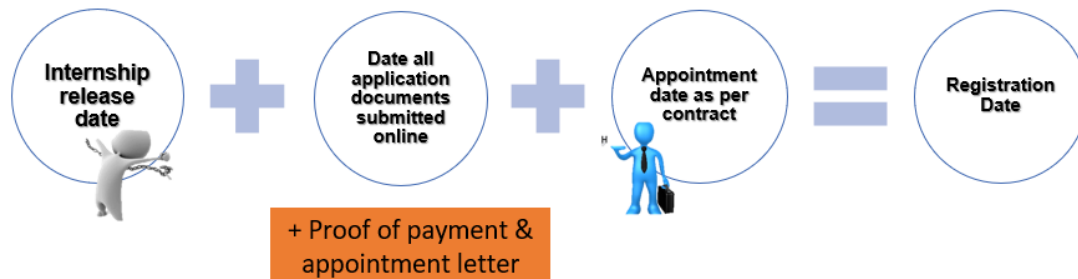 Internship
release
date
Date all
application
documents
submitted
online
Appointment
date as per
contract
H
Registration
Date
+ Proof of payment &
appointment letter